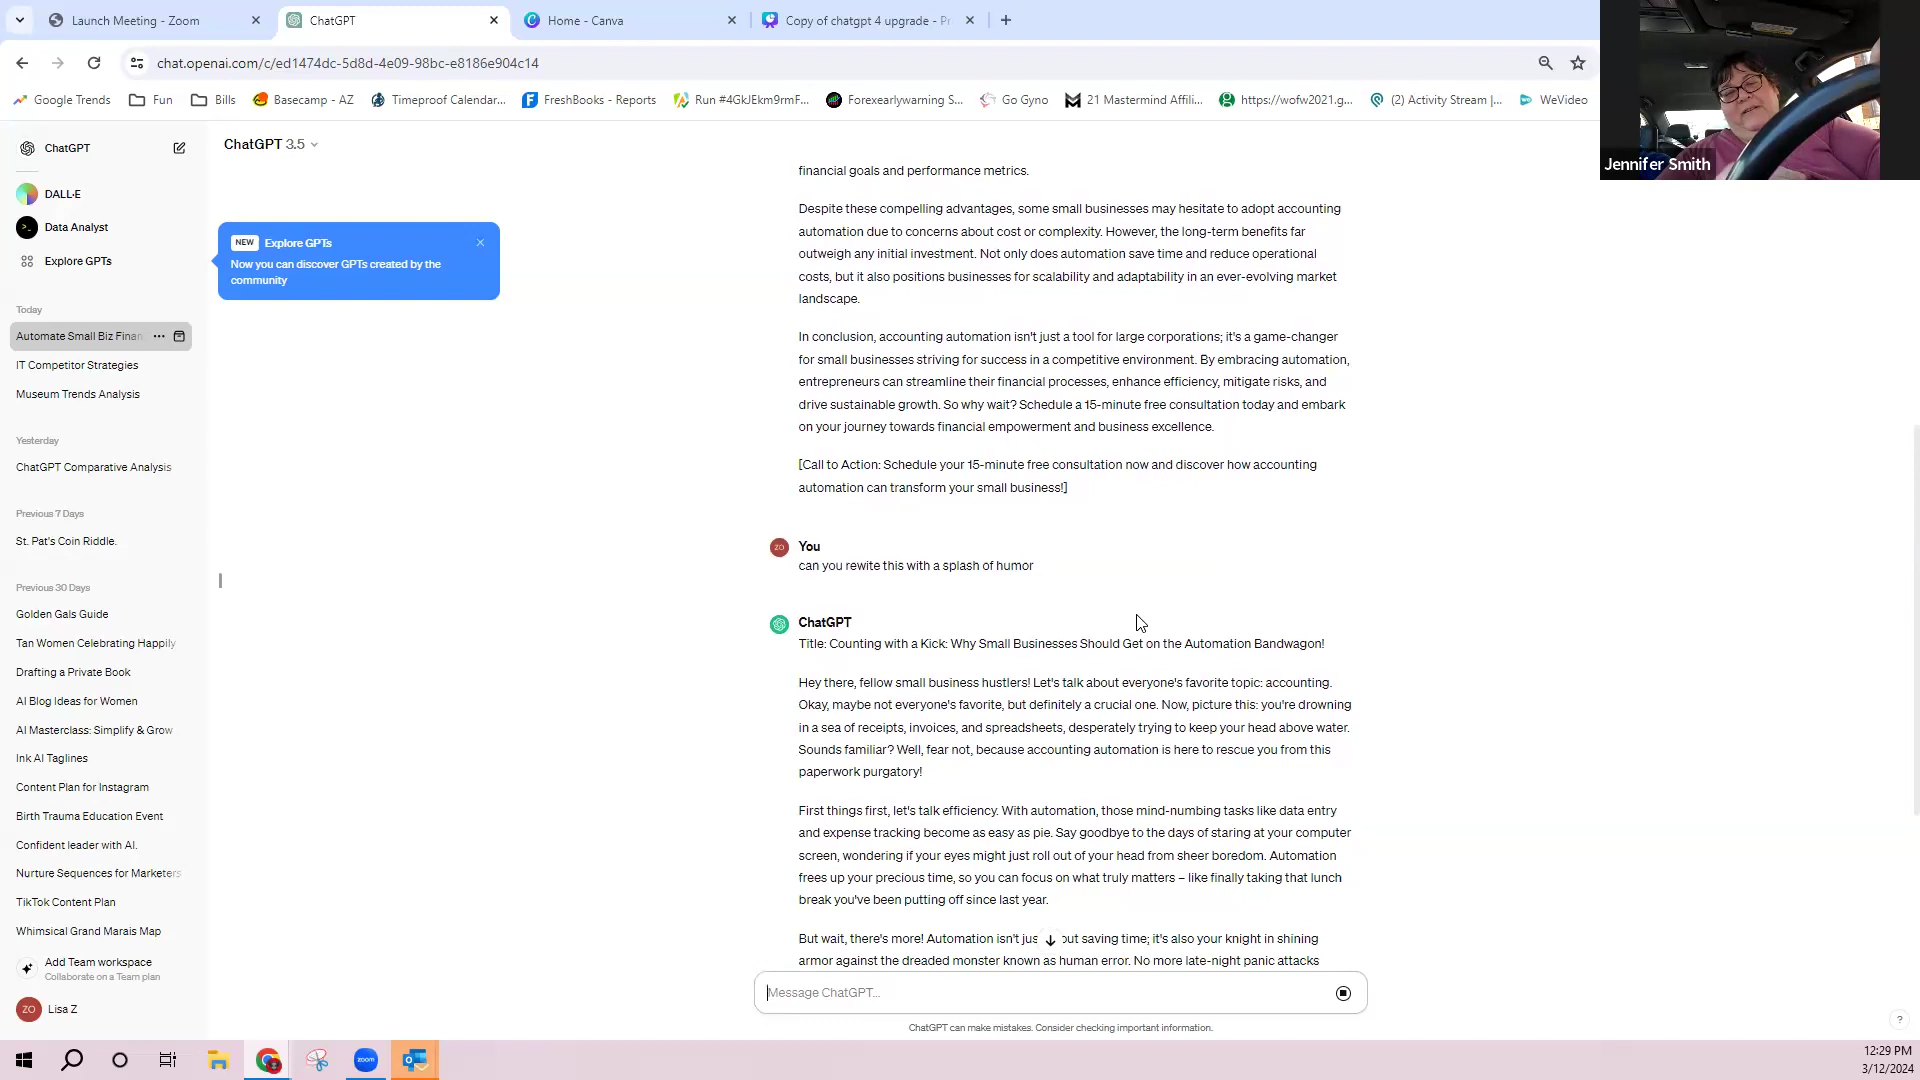 Launch Meeting - Zoom
ChatGPT
Home - Canva
Copy of chatgpt 4 upgrade - Pr
chat.openai.com/c/ed1474dc-5d8d-4e09-98bc-e8186e904c14
Google Trends
Fun
Bills
Basecamp - AZ
Timeproof Calendar...
FreshBooks - Reports
Run #4GkJEkm9rmF...
Forexearlywarning S...
Go Gyno
21 Mastermind Affili...
https://wofw2021.g...
(2) Activity Stream |...
WeVideo
Jennifer Smith
ChatGPT
DALL·E
Data Analyst
Explore GPTs
Today
Automate Small Biz Finan
IT Competitor Strategies
Museum Trends Analysis
Yesterday
ChatGPT Comparative Analysis
Previous 7 Days
St. Pat's Coin Riddle.
Previous 30 Days
Golden Gals Guide
Tan Women Celebrating Happily
Drafting a Private Book
AI Blog Ideas for Women
AI Masterclass: Simplify & Grow
Ink AI Taglines
Content Plan for Instagram
Birth Trauma Education Event
Confident leader with AI.
Nurture Sequences for Marketers
TikTok Content Plan
Whimsical Grand Marais Map
Add Team workspace
Collaborate on a Team plan
ZO
Lisa Z
ChatGPT 3.5
NEW Explore GPTs
Now you can discover GPTs created by the
community
financial goals and performance metrics.
Despite these compelling advantages, some small businesses may hesitate to adopt accounting
automation due to concerns about cost or complexity. However, the long-term benefits far
outweigh any initial investment. Not only does automation save time and reduce operational
costs, but it also positions businesses for scalability and adaptability in an ever-evolving market
landscape.
In conclusion, accounting automation isn't just a tool for large corporations; it's a game-changer
for small businesses striving for success in a competitive environment. By embracing automation,
entrepreneurs can streamline their financial processes, enhance efficiency, mitigate risks, and
drive sustainable growth. So why wait? Schedule a 15-minute free consultation today and embark
on your journey towards financial empowerment and business excellence.
[Call to Action: Schedule your 15-minute free consultation now and discover how accounting
automation can transform your small business!]
ZO
You
can you rewite this with a splash of humor
ChatGPT
Title: Counting with a Kick: Why Small Businesses Should Get on the Automation Bandwagon!
Hey there, fellow small business hustlers! Let's talk about everyone's favorite topic: accounting.
Okay, maybe not everyone's favorite, but definitely a crucial one. Now, picture this: you're drowning
in a sea of receipts, invoices, and spreadsheets, desperately trying to keep your head above water.
Sounds familiar? Well, fear not, because accounting automation is here to rescue you from this
paperwork purgatory!
First things first, let's talk efficiency. With automation, those mind-numbing tasks like data entry
and expense tracking become as easy as pie. Say goodbye to the days of staring at your computer
screen, wondering if your eyes might just roll out of your head from sheer boredom. Automation
frees up your precious time, so you can focus on what truly matters – like finally taking that lunch
break you've been putting off since last year.
But wait, there's more! Automation isn't jus out saving time; it's also your knight in shining
armor against the dreaded monster known as human error. No more late-night panic attacks
Message ChatGPT...
ChatGPT can make mistakes. Consider checking important information.
?
zoom
12:29 PM
3/12/2024